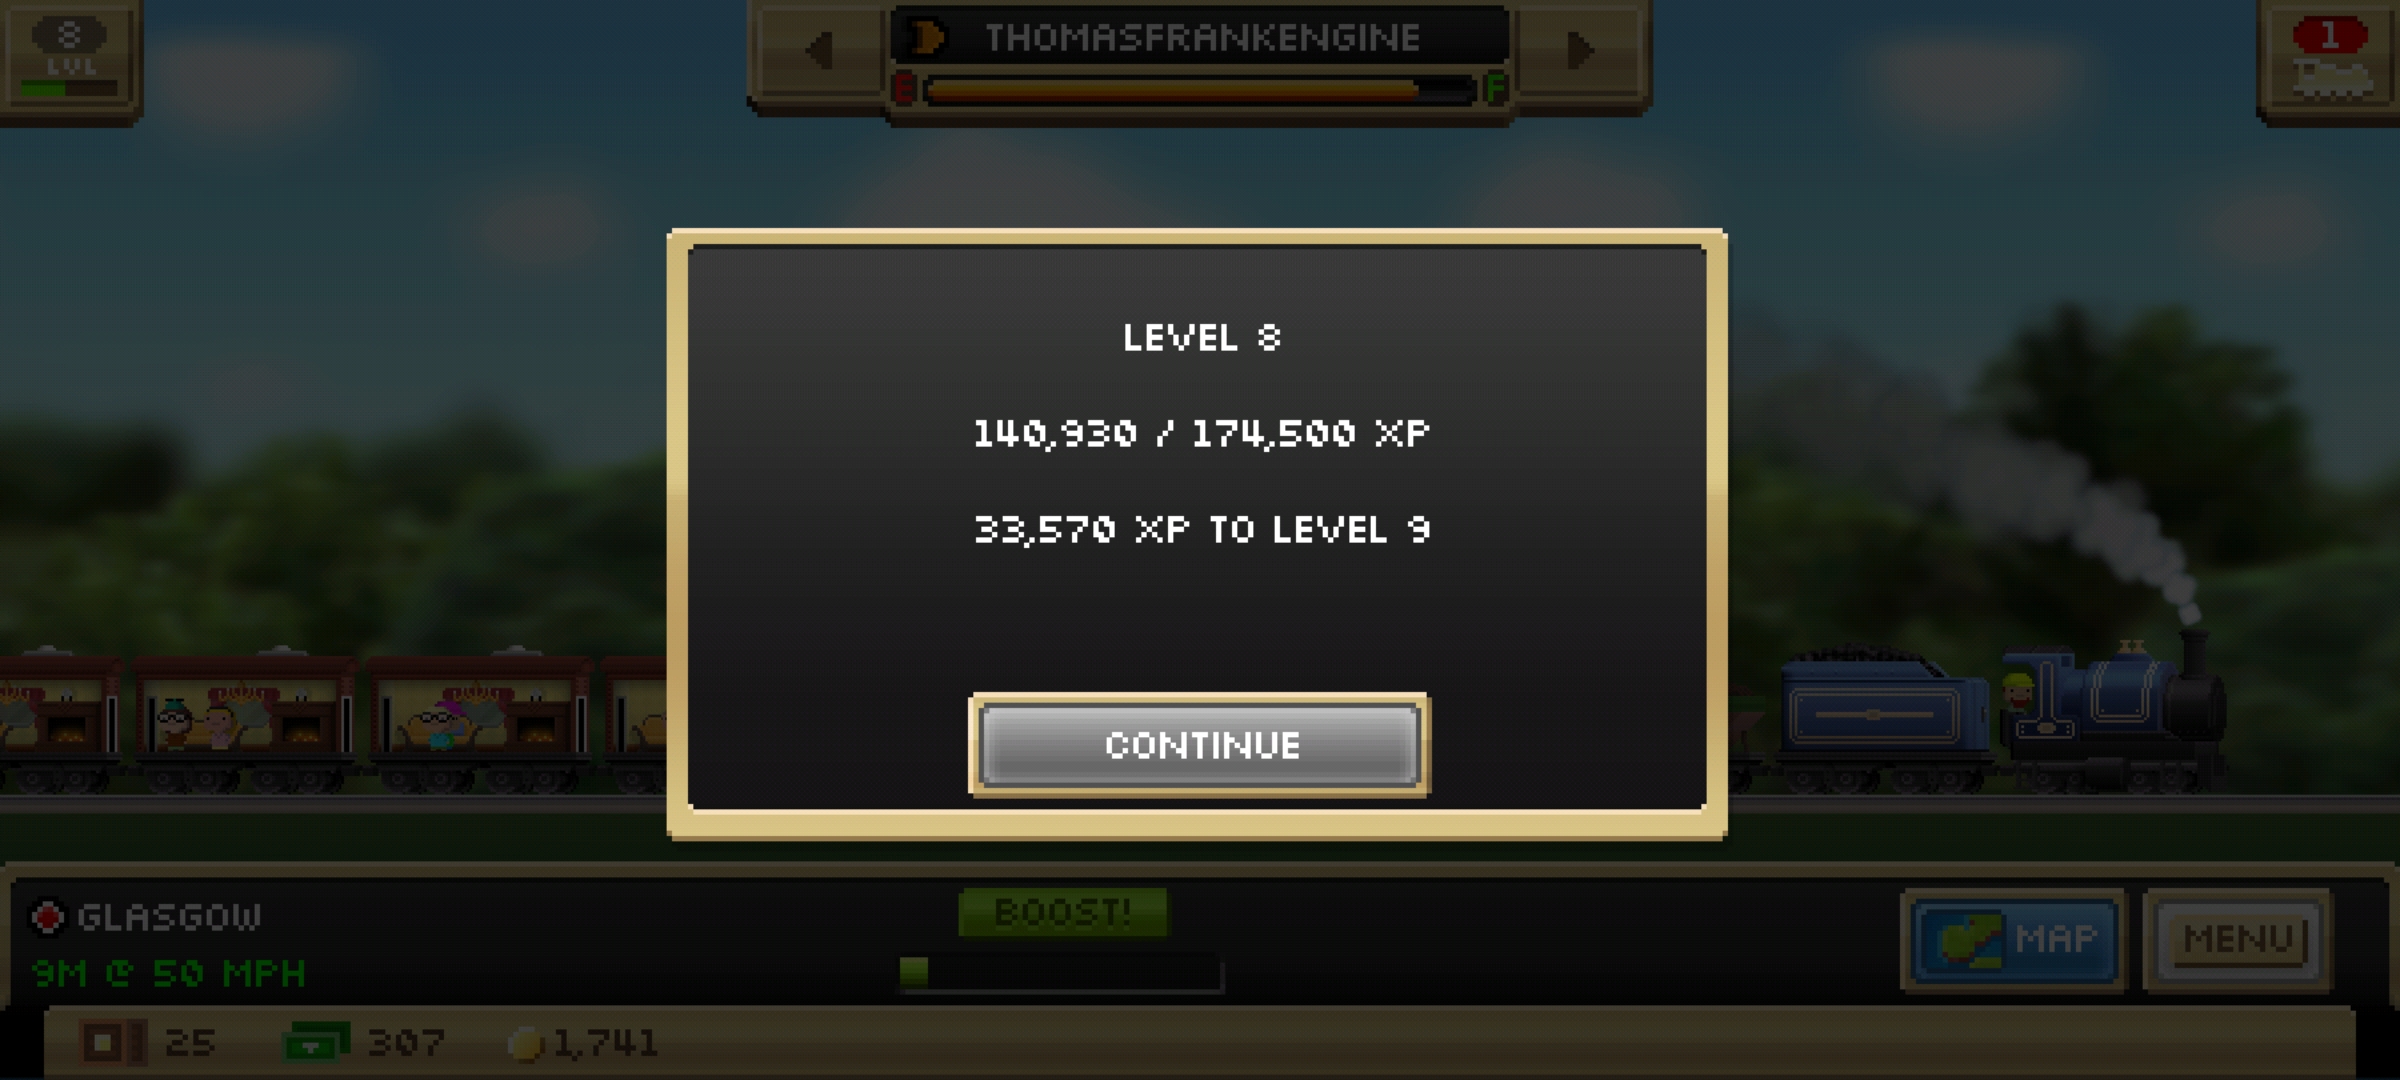 8
LVL
THOMASFRANKENGINE
E F
1
LEVEL 8
140,930 / 174,500 XP
33,570 XP TO LEVEL 9
CONTINUE
GLASGOW
9M @ 50 MPH
BOOST!
MAP
MENU
25 307 1,741